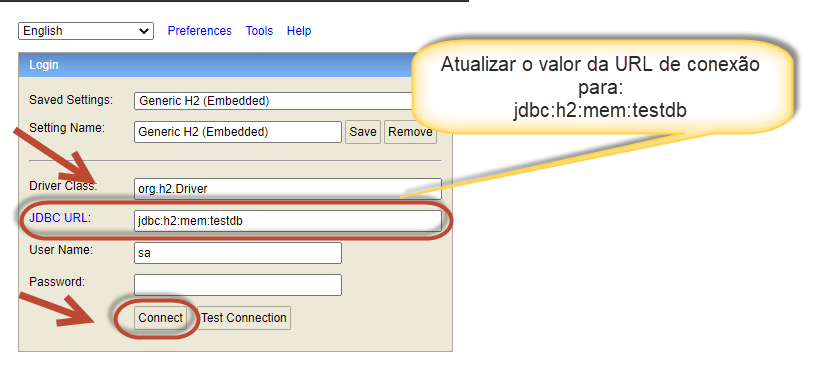 English Preferences Tools Help
Login
Saved Settings: Generic H2 (Embedded)
Setting Name: Generic H2 (Embedded) Save Remove
Driver Class: org.h2.Driver
JDBC URL: jdbc:h2:mem:testdb
User Name: sa
Password:
Connect Test Connection
Atualizar o valor da URL de conexão
para:
jdbc:h2:mem:testdb